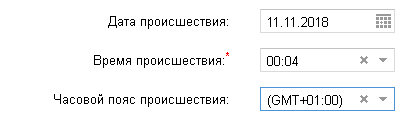 Дата происшествия: 11.11.2018
Время происшествия:* 00:04
Часовой пояс происшествия: (GMT+01:00)